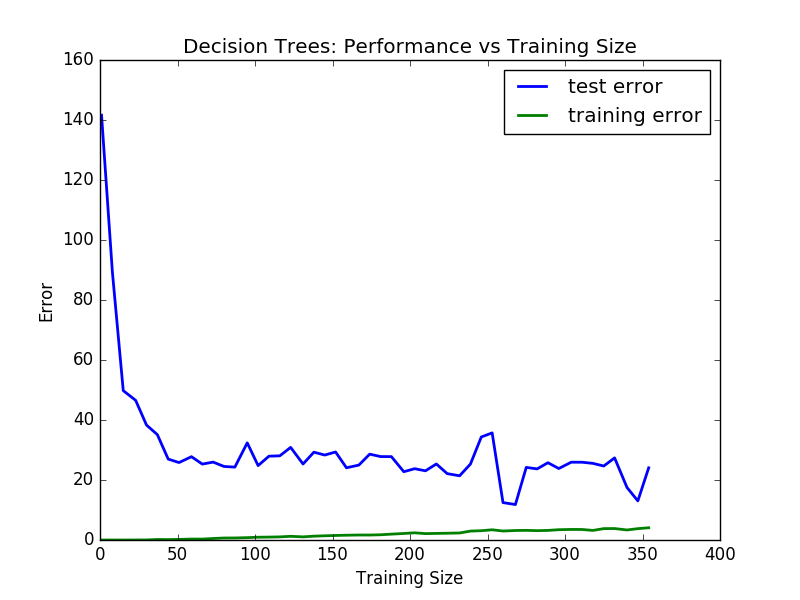 Decision Trees: Performance vs Training Size
160
140
120
100
80
60
40
20
0
Error
test error
training error
0 50 100 150 200 250 300 350 400
Training Size